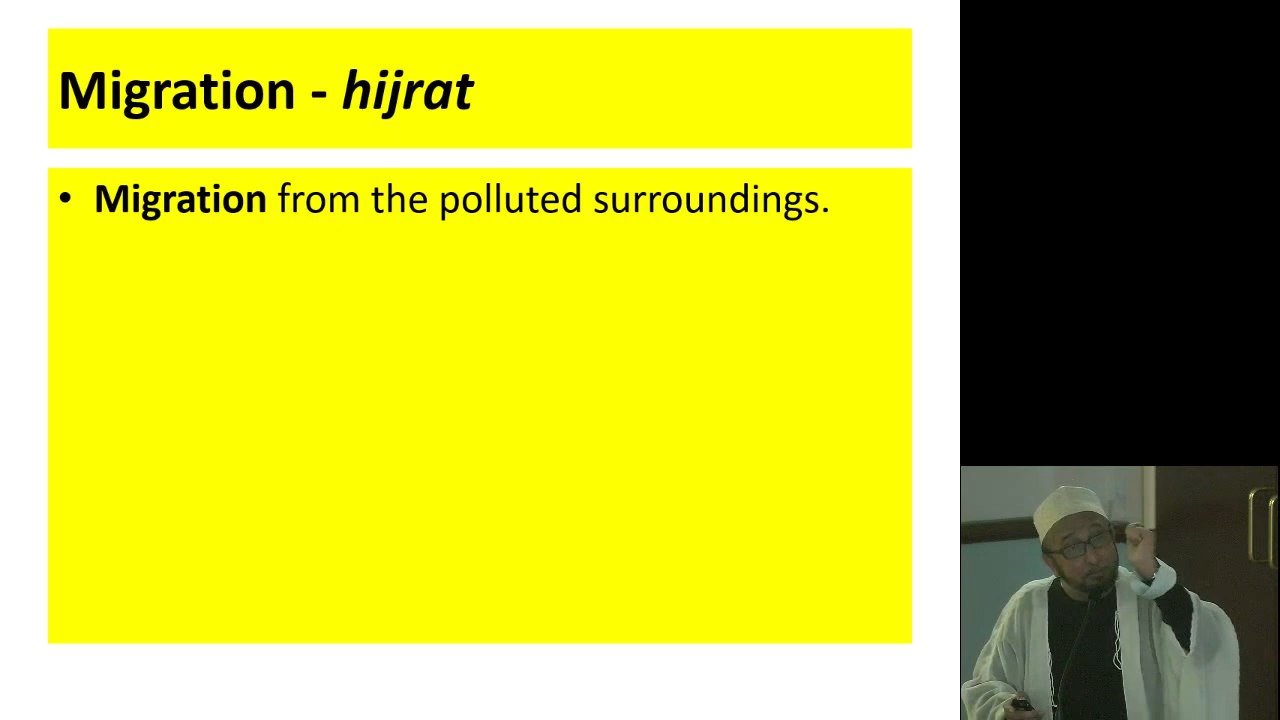 Migration - hijrat
• Migration from the polluted surroundings.